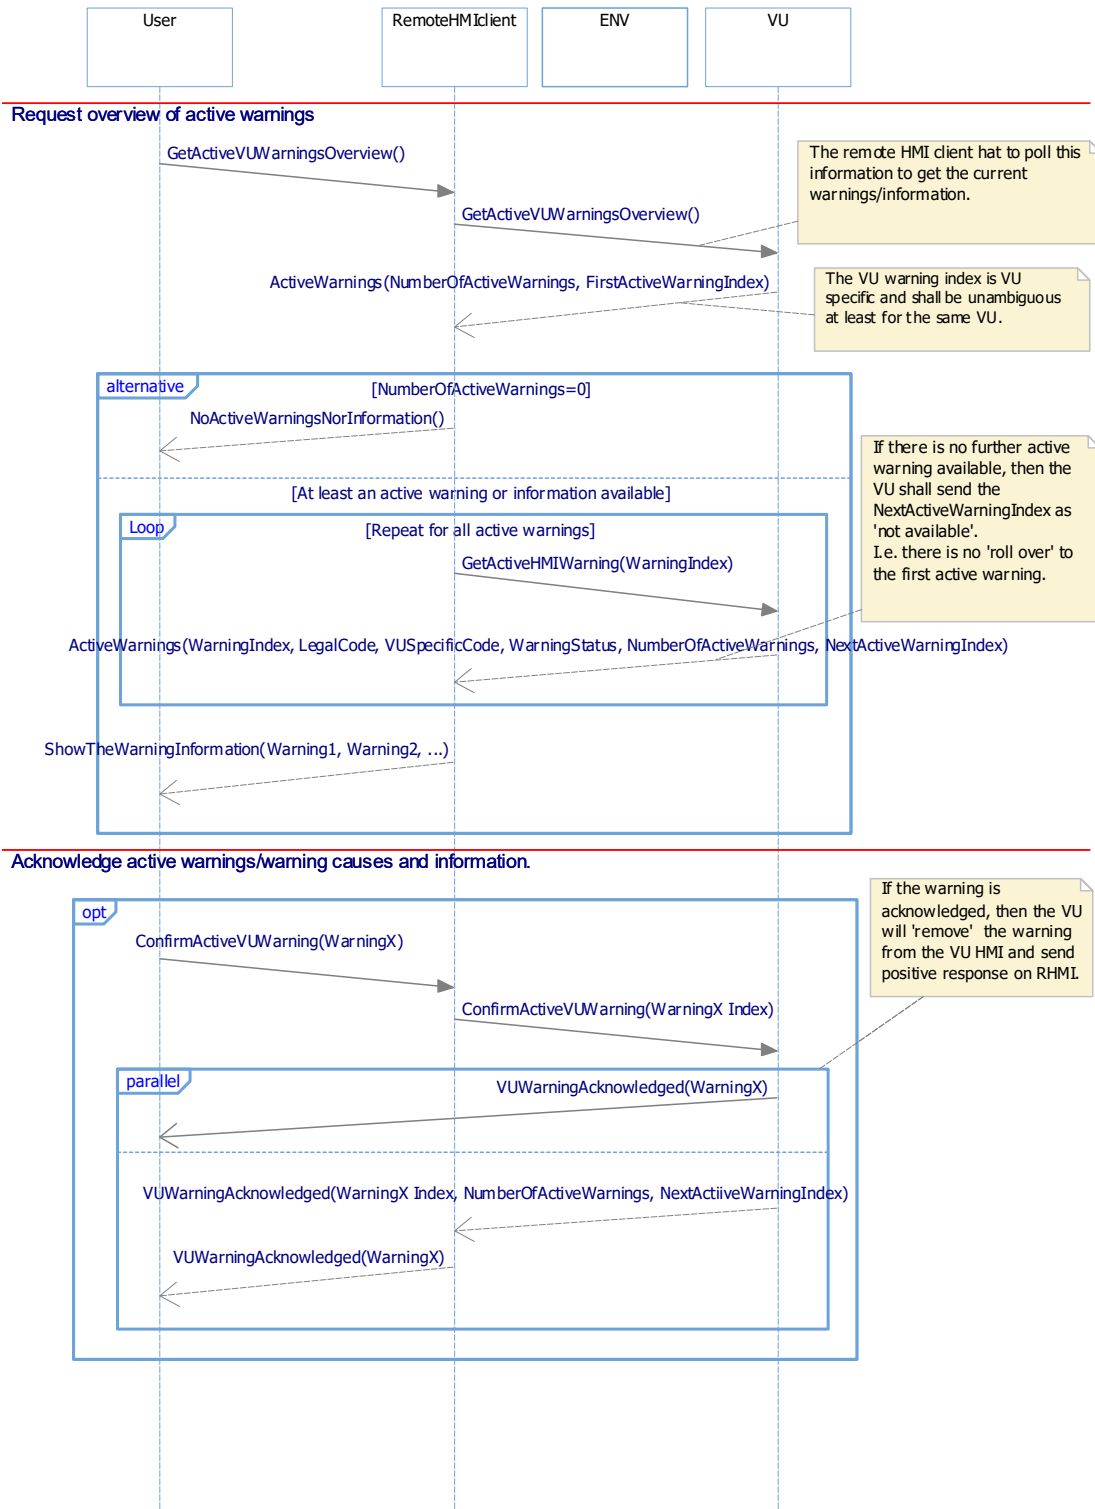 User
RemoteHMIclient
ENV
VU
Request overview of active warnings
GetActiveVUWarningsOverview()
The remote HMI client hat to poll this
information to get the current
warnings/information.
GetActiveVUWarningsOverview()
ActiveWarnings(NumberOfActiveWarnings, FirstActiveWarningIndex)
The VU warning index is VU
specific and shall be unambiguous
at least for the same VU.
alternative
[NumberOfActiveWarnings=0]
NoActiveWarningsNorInformation()
If there is no further active
warning available, then the
VU shall send the
NextActiveWarningIndex as
'not available'.
I.e. there is no 'roll over' to
the first active warning.
[At least an active warning or information available]
Loop
[Repeat for all active warnings]
GetActiveHMIWarning(WarningIndex)
ActiveWarnings(WarningIndex, LegalCode, VUSpecificCode, WarningStatus, NumberOfActiveWarnings, NextActiveWarningIndex)
ShowTheWarningInformation(Warning1, Warning2, ...)
Acknowledge active warnings/warning causes and information.
If the warning is
acknowledged, then the VU
will 'remove'  the warning
from the VU HMI and send
positive response on RHMI.
opt
ConfirmActiveVUWarning(WarningX)
ConfirmActiveVUWarning(WarningX Index)
parallel
VUWarningAcknowledged(WarningX)
VUWarningAcknowledged(WarningX Index, NumberOfActiveWarnings, NextActiiveWarningIndex)
VUWarningAcknowledged(WarningX)